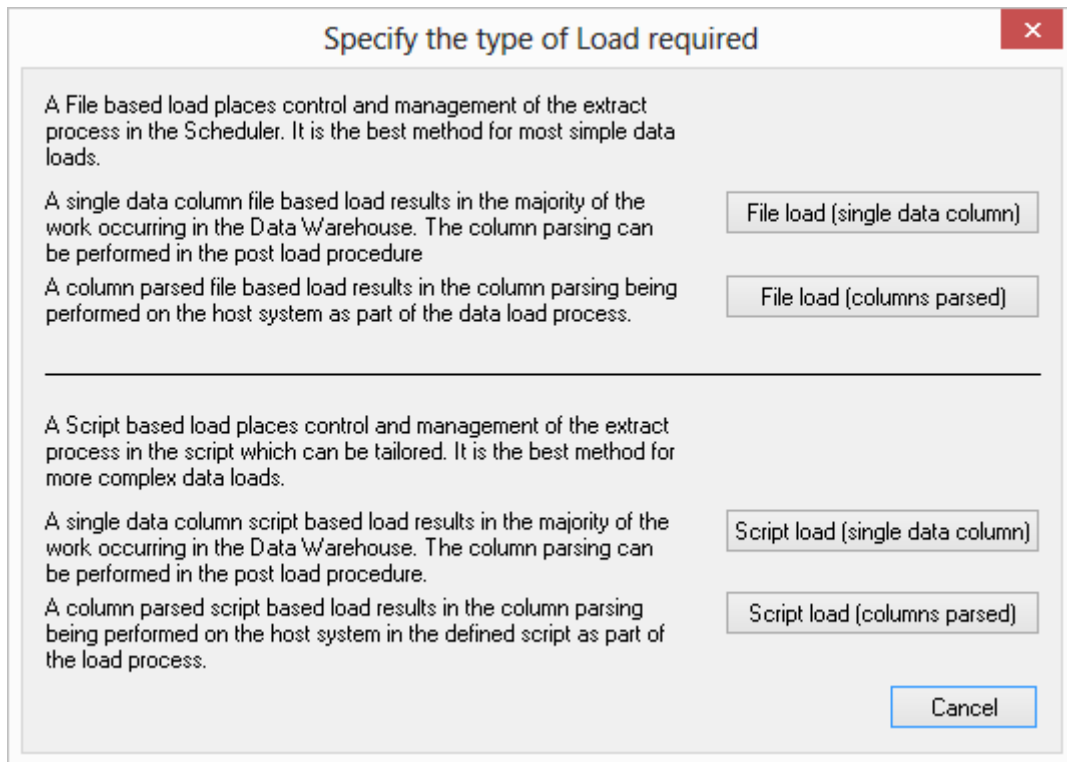 Specify the type of Load required
A File based load places control and management of the extract
process in the Scheduler. It is the best method for most simple data
loads.
A single data column file based load results in the majority of the
work occurring in the Data Warehouse. The column parsing can
be performed in the post load procedure
File load (single data column)
A column parsed file based load results in the column parsing being
performed on the host system as part of the data load process.
File load (columns parsed)
A Script based load places control and management of the extract
process in the script which can be tailored. It is the best method for
more complex data loads.
A single data column script based load results in the majority of the
work occurring in the Data Warehouse. The column parsing can
be performed in the post load procedure.
Script load (single data column)
A column parsed script based load results in the column parsing
being performed on the host system in the defined script as part of
the load process.
Script load (columns parsed)
Cancel